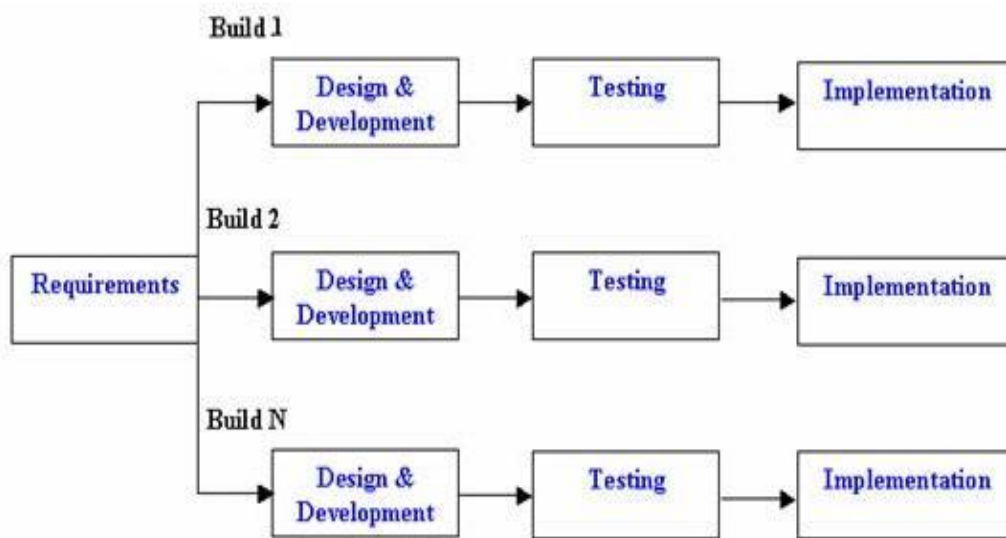 Build 1
Design &
Development
Testing
Implementation
Build 2
Requirements
Design &
Development
Testing
Implementation
Build N
Design &
Development
Testing
Implementation